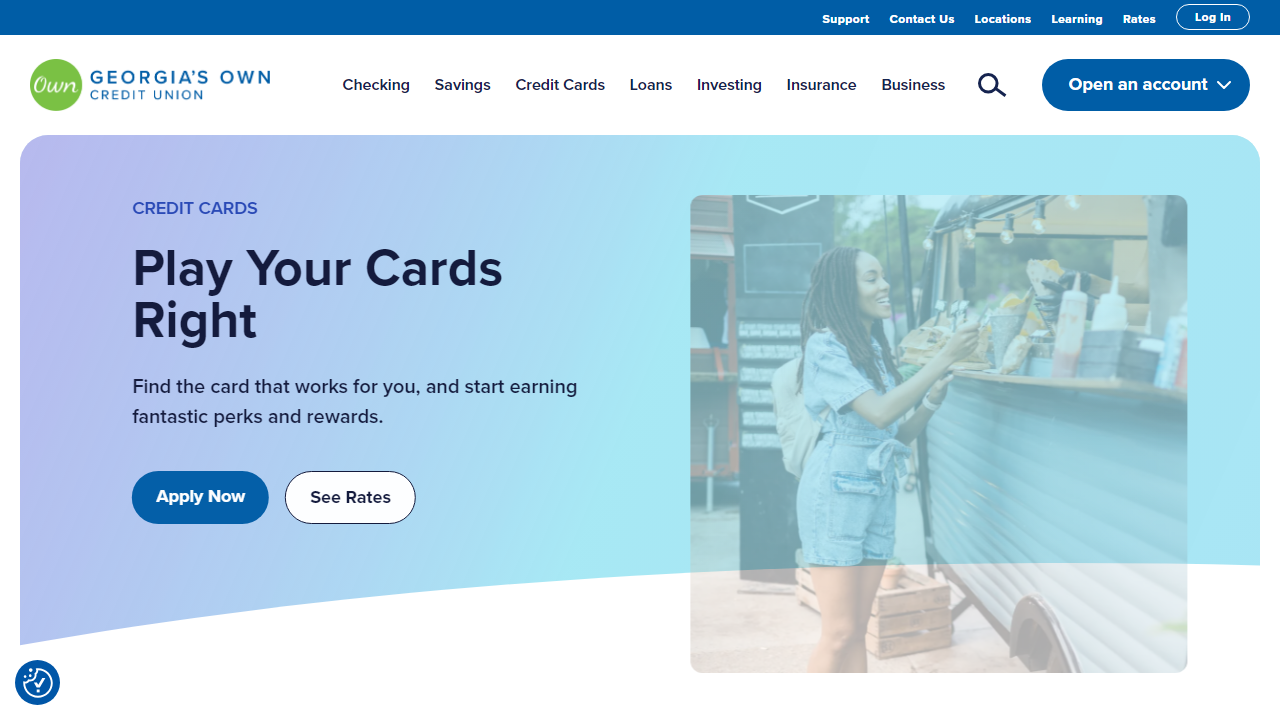 Support Contact Us Locations Learning Rates Log In
Own GEORGIA'S OWN
CREDIT UNION
Checking Savings Credit Cards Loans Investing Insurance Business Open an account
CREDIT CARDS
Play Your Cards
Right
Find the card that works for you, and start earning
fantastic perks and rewards.
Apply Now See Rates